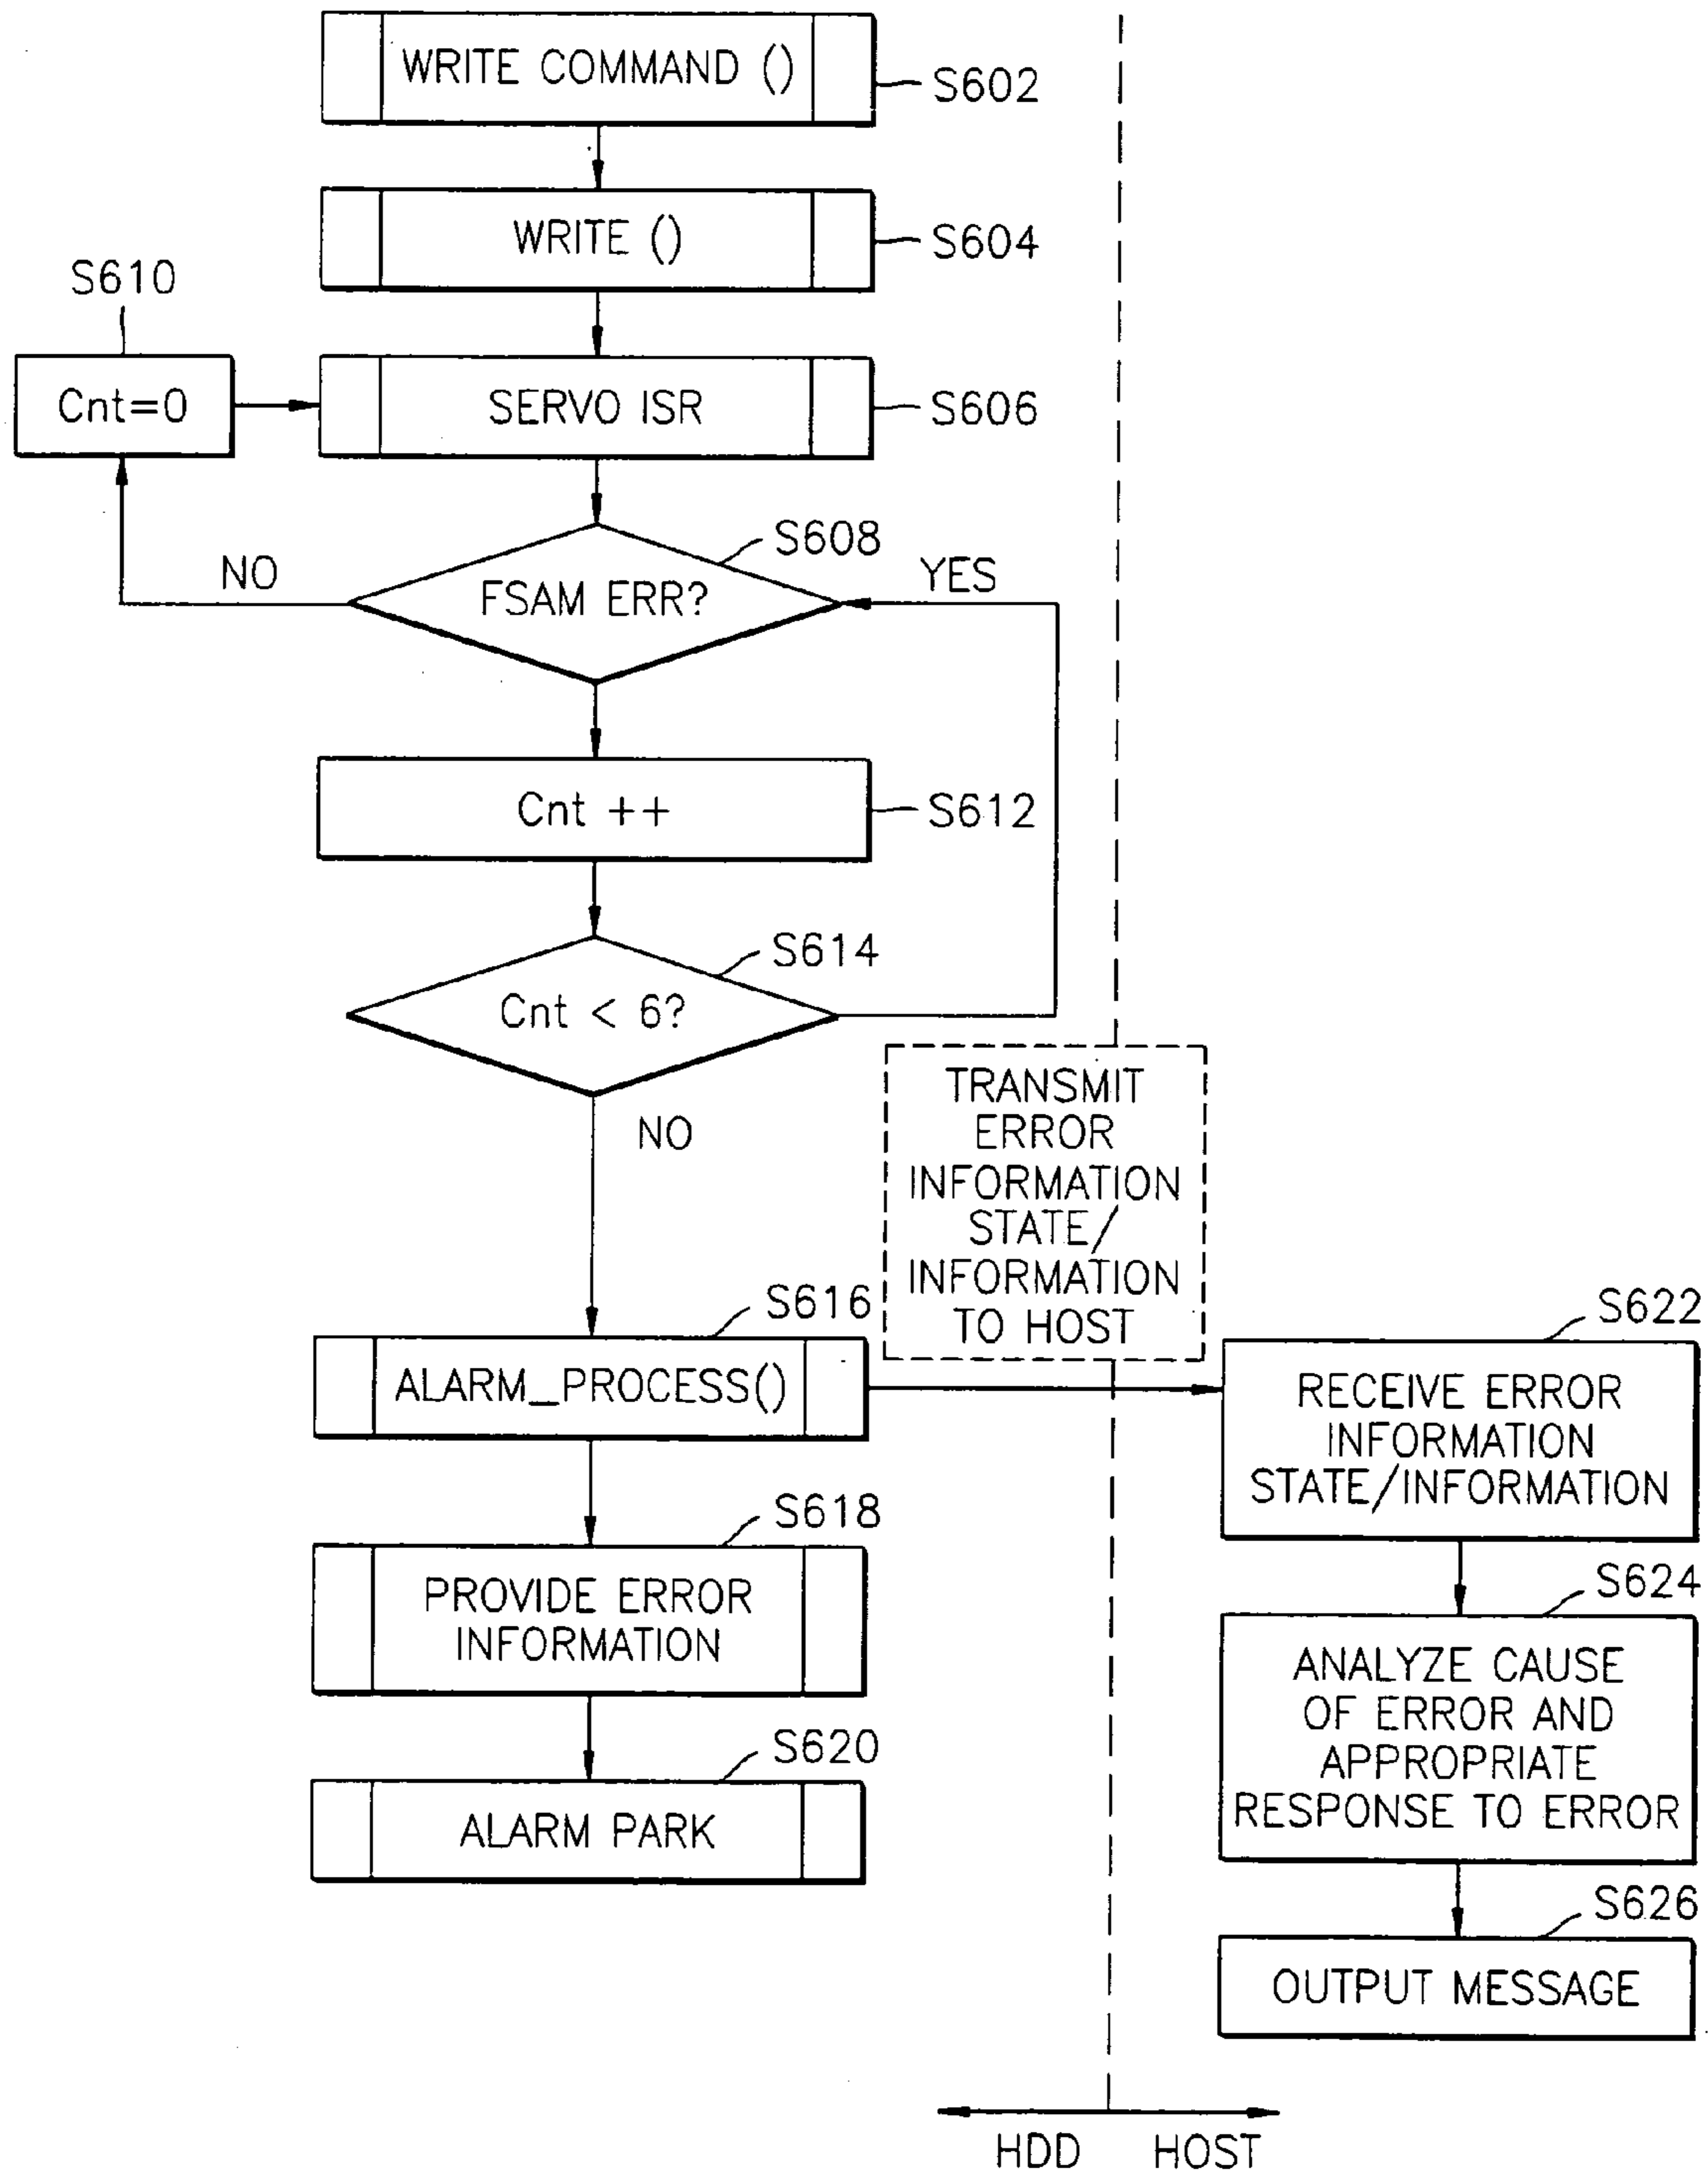 WRITE COMMAND ()
S602
WRITE ()
S604
S610
Cnt=0
SERVO ISR
S606
S608
NO
FSAM ERR?
YES
Cnt ++
S612
S614
Cnt < 6?
NO
TRANSMIT
ERROR
INFORMATION
STATE/
INFORMATION
TO HOST
S616
ALARM_PROCESS()
S622
RECEIVE ERROR
INFORMATION
STATE/INFORMATION
S618
PROVIDE ERROR
INFORMATION
S624
ANALYZE CAUSE
OF ERROR AND
APPROPRIATE
RESPONSE TO ERROR
S620
ALARM PARK
S626
OUTPUT MESSAGE
HDD
HOST